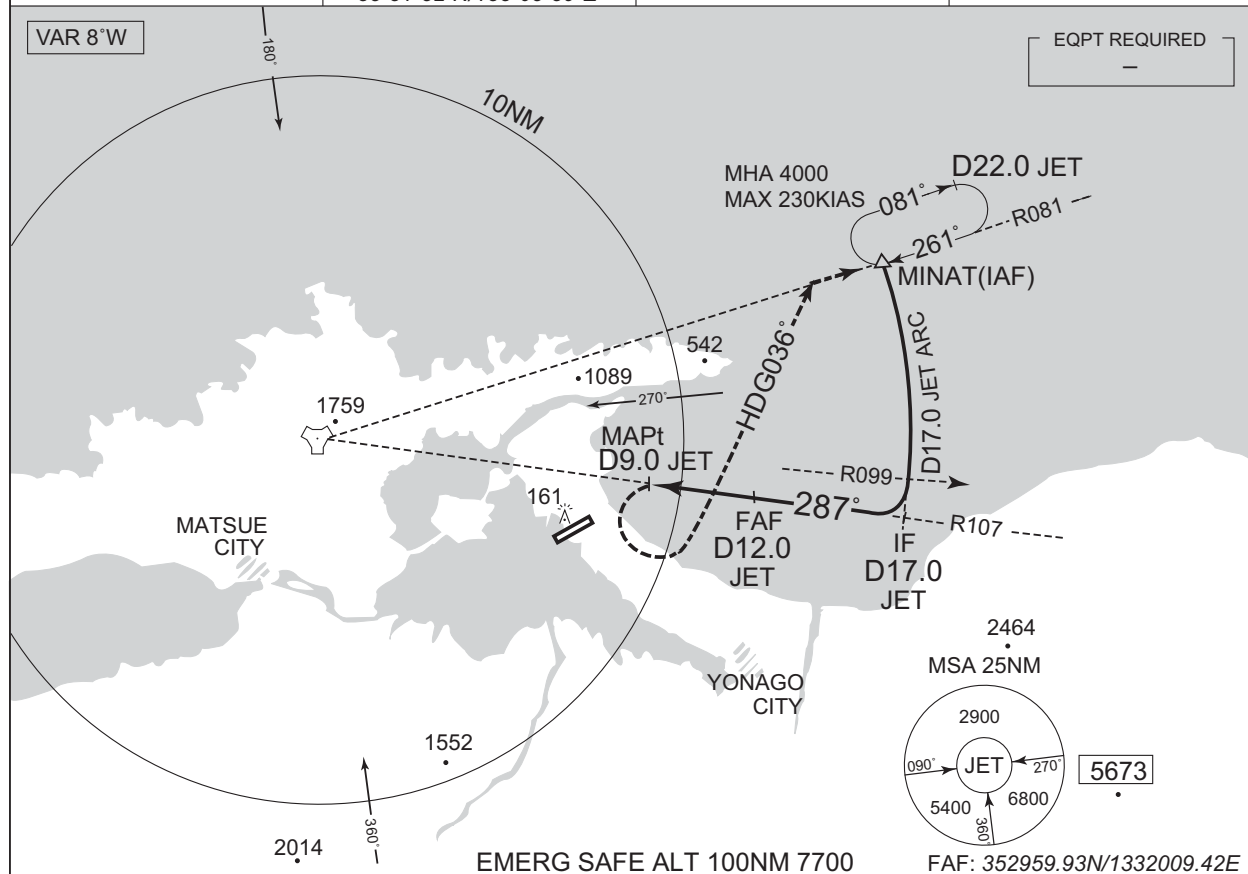 VAR 8°W
EQPT REQUIRED
–
180°
10NM
MHA 4000
MAX 230KIAS
D22.0 JET
081°
R081
261°
MINAT(IAF)
HDG036°
D17.0 JET ARC
542
1089
270°
1759
MAPt
D9.0 JET
R099
161
287°
R107
FAF
D12.0
JET
IF
D17.0
JET
MATSUE
CITY
YONAGO
CITY
2464
MSA 25NM
2900
090°
JET
270°
5673
5400
6800
360°
1552
360°
2014
EMERG SAFE ALT 100NM 7700
FAF: 352959.93N/1332009.42E